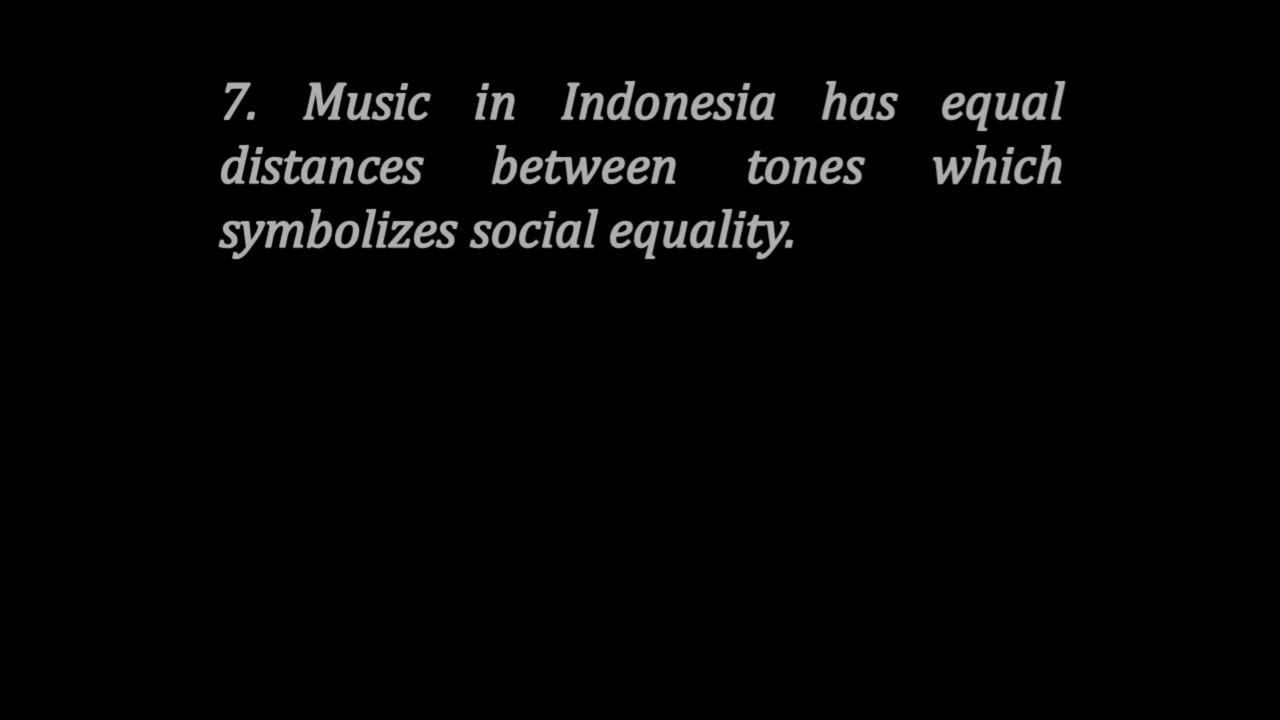 7. Music in Indonesia has equal
distances between tones which
symbolizes social equality.